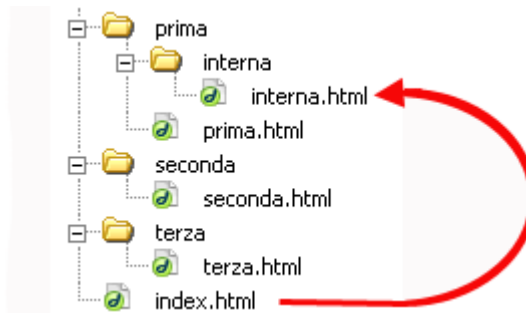 prima
interna
interna.html
prima.html
seconda
seconda.html
terza
terza.html
index.html